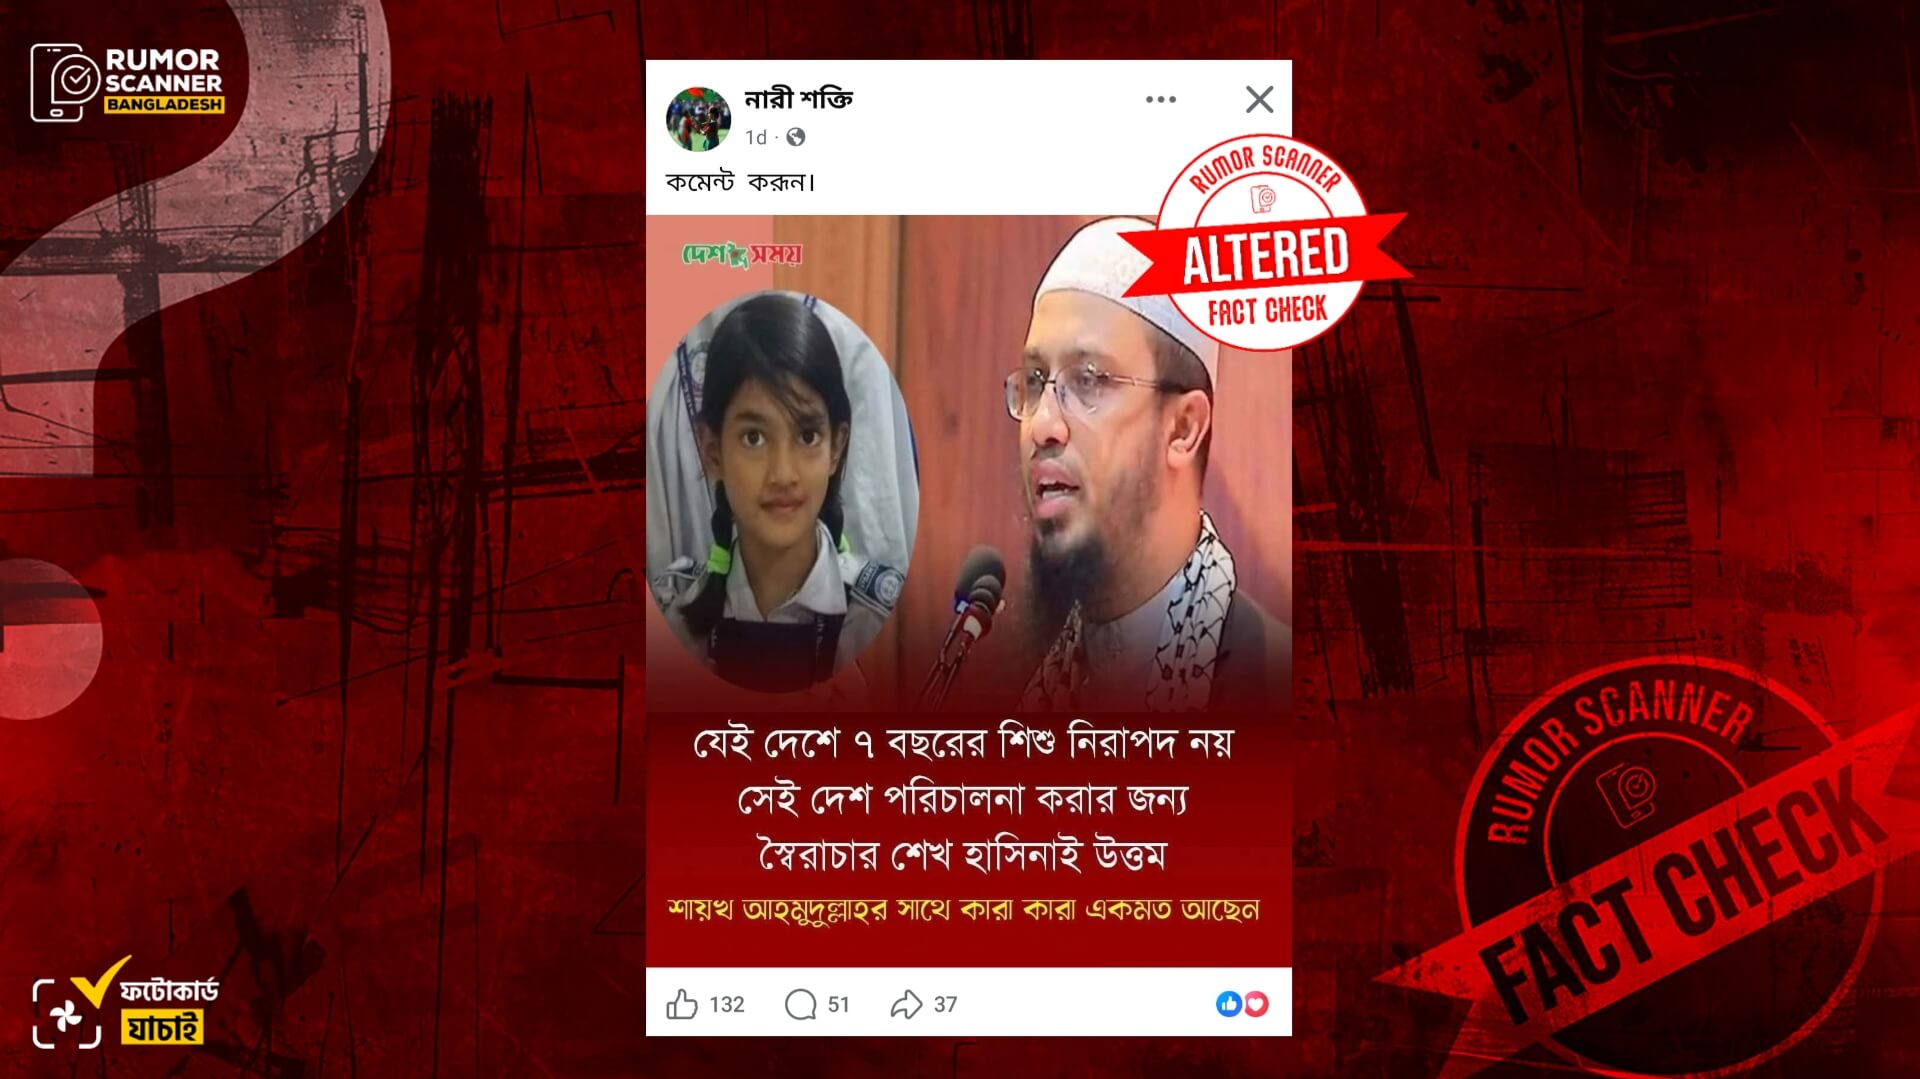 RUMOR
SCANNER
BANGLADESH
নারী শক্তি
1d ·
কমেন্ট করুন।
RUMOR SCANNER
ALTERED
FACT CHECK
দেশ সময়
যেই দেশে ৭ বছরের শিশু নিরাপদ নয়
সেই দেশ পরিচালনা করার জন্য
স্বৈরাচার শেখ হাসিনাই উত্তম
শায়খ আহমুদুল্লাহর সাথে কারা কারা একমত আছেন
132
51
37
ফটোকার্ড
যাচাই
RUMOR SCANNER
FACT CHECK